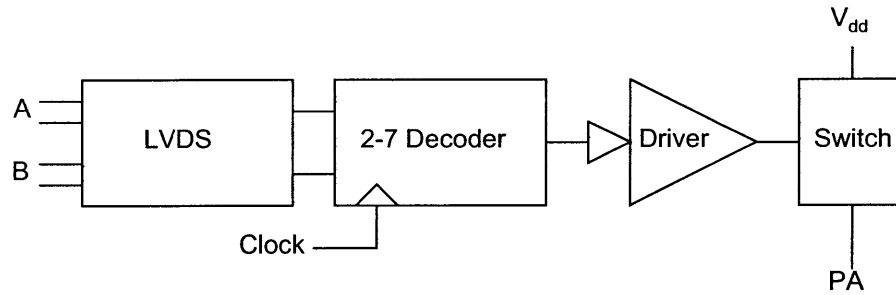 V_dd
A
LVDS
2-7 Decoder
Driver
Switch
B
Clock
PA